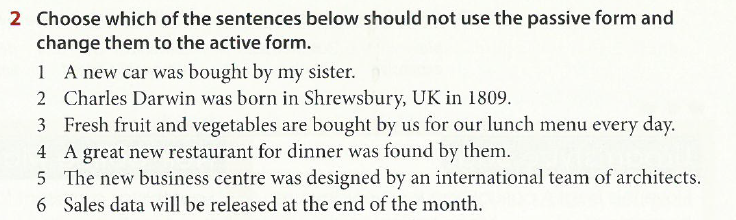 2 Choose which of the sentences below should not use the passive form and
change them to the active form.
1 A new car was bought by my sister.
2 Charles Darwin was born in Shrewsbury, UK in 1809.
3 Fresh fruit and vegetables are bought by us for our lunch menu every day.
4 A great new restaurant for dinner was found by them.
5 The new business centre was designed by an international team of architects.
6 Sales data will be released at the end of the month.